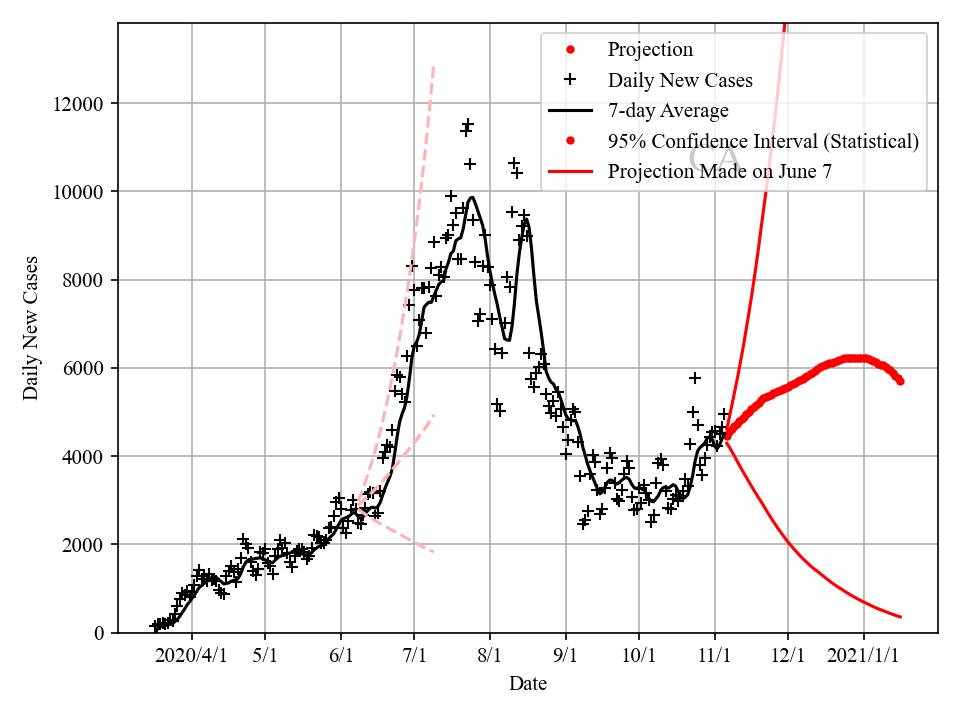 Projection
Daily New Cases
7-day Average
95% Confidence Interval (Statistical)
Projection Made on June 7
CA
12000
10000
8000
6000
4000
2000
0
Daily New Cases
2020/4/1 5/1 6/1 7/1 8/1 9/1 10/1 11/1 12/1 2021/1/1
Date